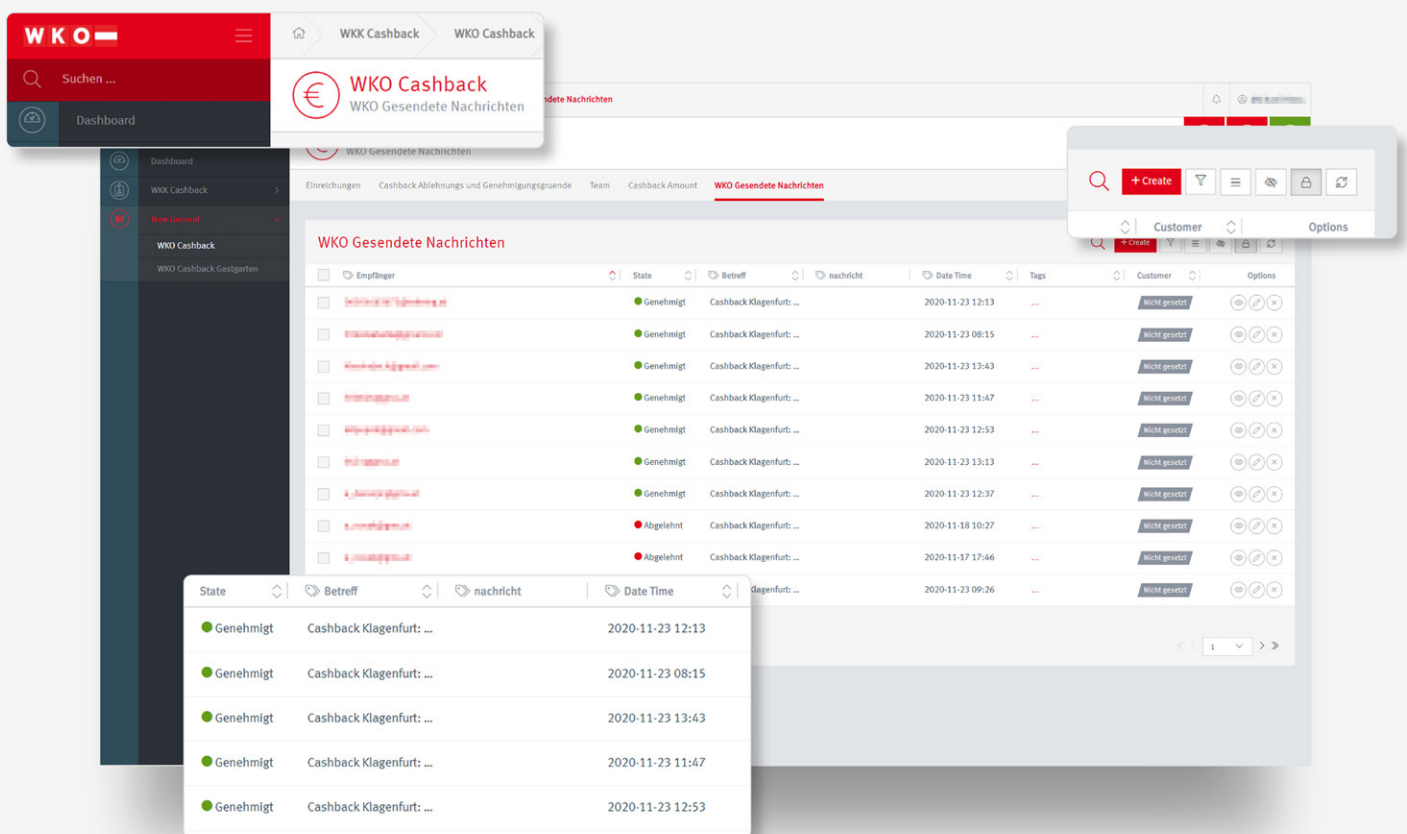 WKO
WKK Cashback WKO Cashback
Suchen ...
WKO Cashback
WKO Gesendete Nachrichten
Dashboard
dete Nachrichten
WKO Gesendete Nachrichten
+ Create
Customer Options
Dashboard
WKK Cashback
New General
WKO Cashback
WKO Cashback Gastgarten
Einreichungen Cashback Ablehnungs und Genehmigungsgruende Team Cashback Amount WKO Gesendete Nachrichten
WKO Gesendete Nachrichten
+ Create
Empfänger State Betreff nachricht Date Time Tags Customer Options
Genehmigt Cashback Klagenfurt: ... 2020-11-23 12:13 ... Nicht gesetzt
Genehmigt Cashback Klagenfurt: ... 2020-11-23 08:15 ... Nicht gesetzt
Genehmigt Cashback Klagenfurt: ... 2020-11-23 13:43 ... Nicht gesetzt
Genehmigt Cashback Klagenfurt: ... 2020-11-23 11:47 ... Nicht gesetzt
Genehmigt Cashback Klagenfurt: ... 2020-11-23 12:53 ... Nicht gesetzt
Genehmigt Cashback Klagenfurt: ... 2020-11-23 13:13 ... Nicht gesetzt
Genehmigt Cashback Klagenfurt: ... 2020-11-23 12:37 ... Nicht gesetzt
Abgelehnt Cashback Klagenfurt: ... 2020-11-18 10:27 ... Nicht gesetzt
Abgelehnt Cashback Klagenfurt: ... 2020-11-17 17:46 ... Nicht gesetzt
lagenfurt: ... 2020-11-23 09:26 ... Nicht gesetzt
1
State Betreff nachricht Date Time
Genehmigt Cashback Klagenfurt: ... 2020-11-23 12:13
Genehmigt Cashback Klagenfurt: ... 2020-11-23 08:15
Genehmigt Cashback Klagenfurt: ... 2020-11-23 13:43
Genehmigt Cashback Klagenfurt: ... 2020-11-23 11:47
Genehmigt Cashback Klagenfurt: ... 2020-11-23 12:53